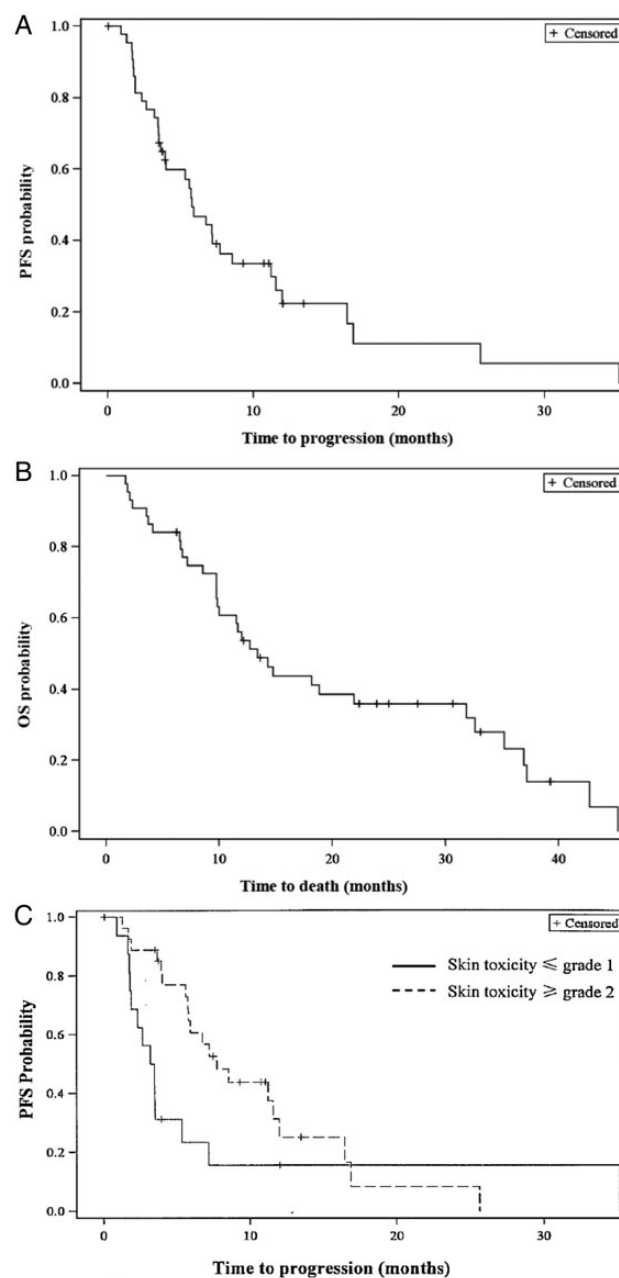 A
+ Censored
1.0
0.8
0.6
0.4
0.2
0.0
PFS probability
0 10 20 30
Time to progression (months)
B
+ Censored
1.0
0.8
0.6
0.4
0.2
0.0
OS probability
0 10 20 30 40
Time to death (months)
C
+ Censored
Skin toxicity ≤ grade 1
Skin toxicity ≥ grade 2
1.0
0.8
0.6
0.4
0.2
0.0
PFS Probability
0 10 20 30
Time to progression (months)